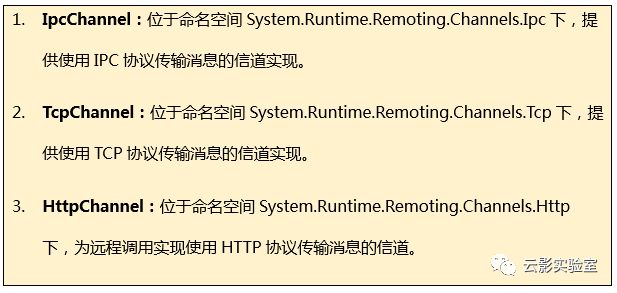 1. IpcChannel：位于命名空间 System.Runtime.Remoting.Channels.Ipc 下，提
供使用 IPC 协议传输消息的信道实现。
2. TcpChannel：位于命名空间 System.Runtime.Remoting.Channels.Tcp 下，提
供使用 TCP 协议传输消息的信道实现。
3. HttpChannel：位于命名空间 System.Runtime.Remoting.Channels.Http
下，为远程调用实现使用 HTTP 协议传输消息的信道。
云影实验室